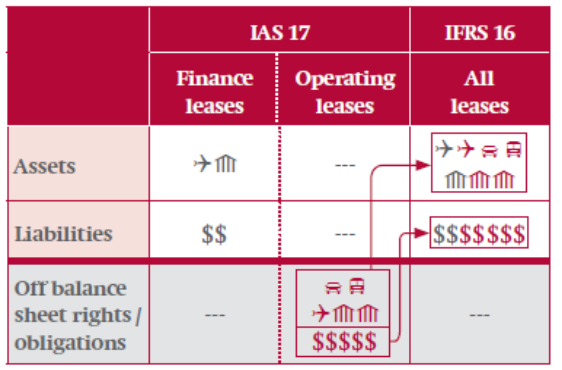 IAS 17
IFRS 16
Finance leases
Operating leases
All leases
Assets
---
Liabilities
$$
---
$$$$$$$
Off balance
sheet rights /
obligations
---
$$$$$
---